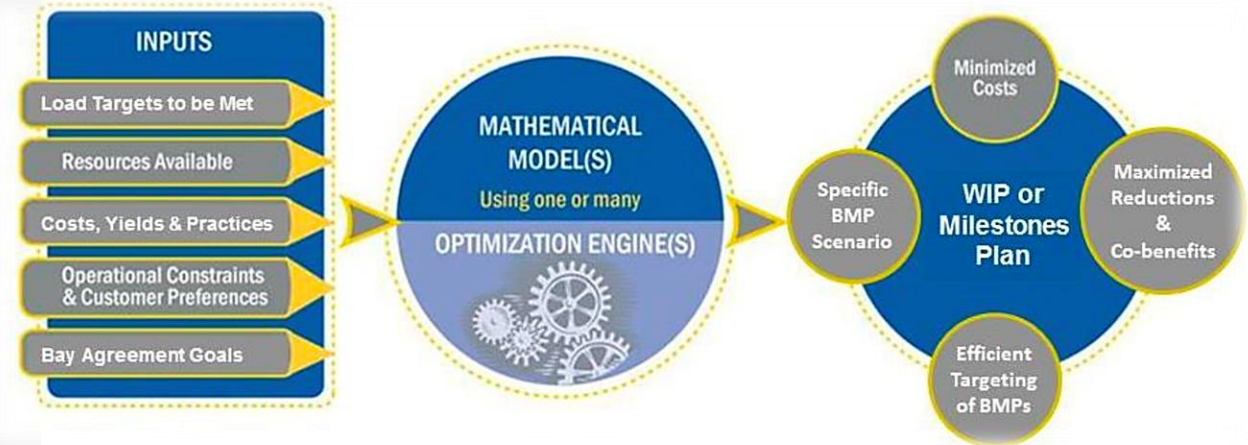 INPUTS
Load Targets to be Met
Resources Available
Costs, Yields & Practices
Operational Constraints
& Customer Preferences
Bay Agreement Goals
MATHEMATICAL
MODEL(S)
Using one or many
OPTIMIZATION ENGINE(S)
Minimized
Costs
Specific
BMP
Scenario
WIP or
Milestones
Plan
Maximized
Reductions
&
Co-benefits
Efficient
Targeting
of BMPs